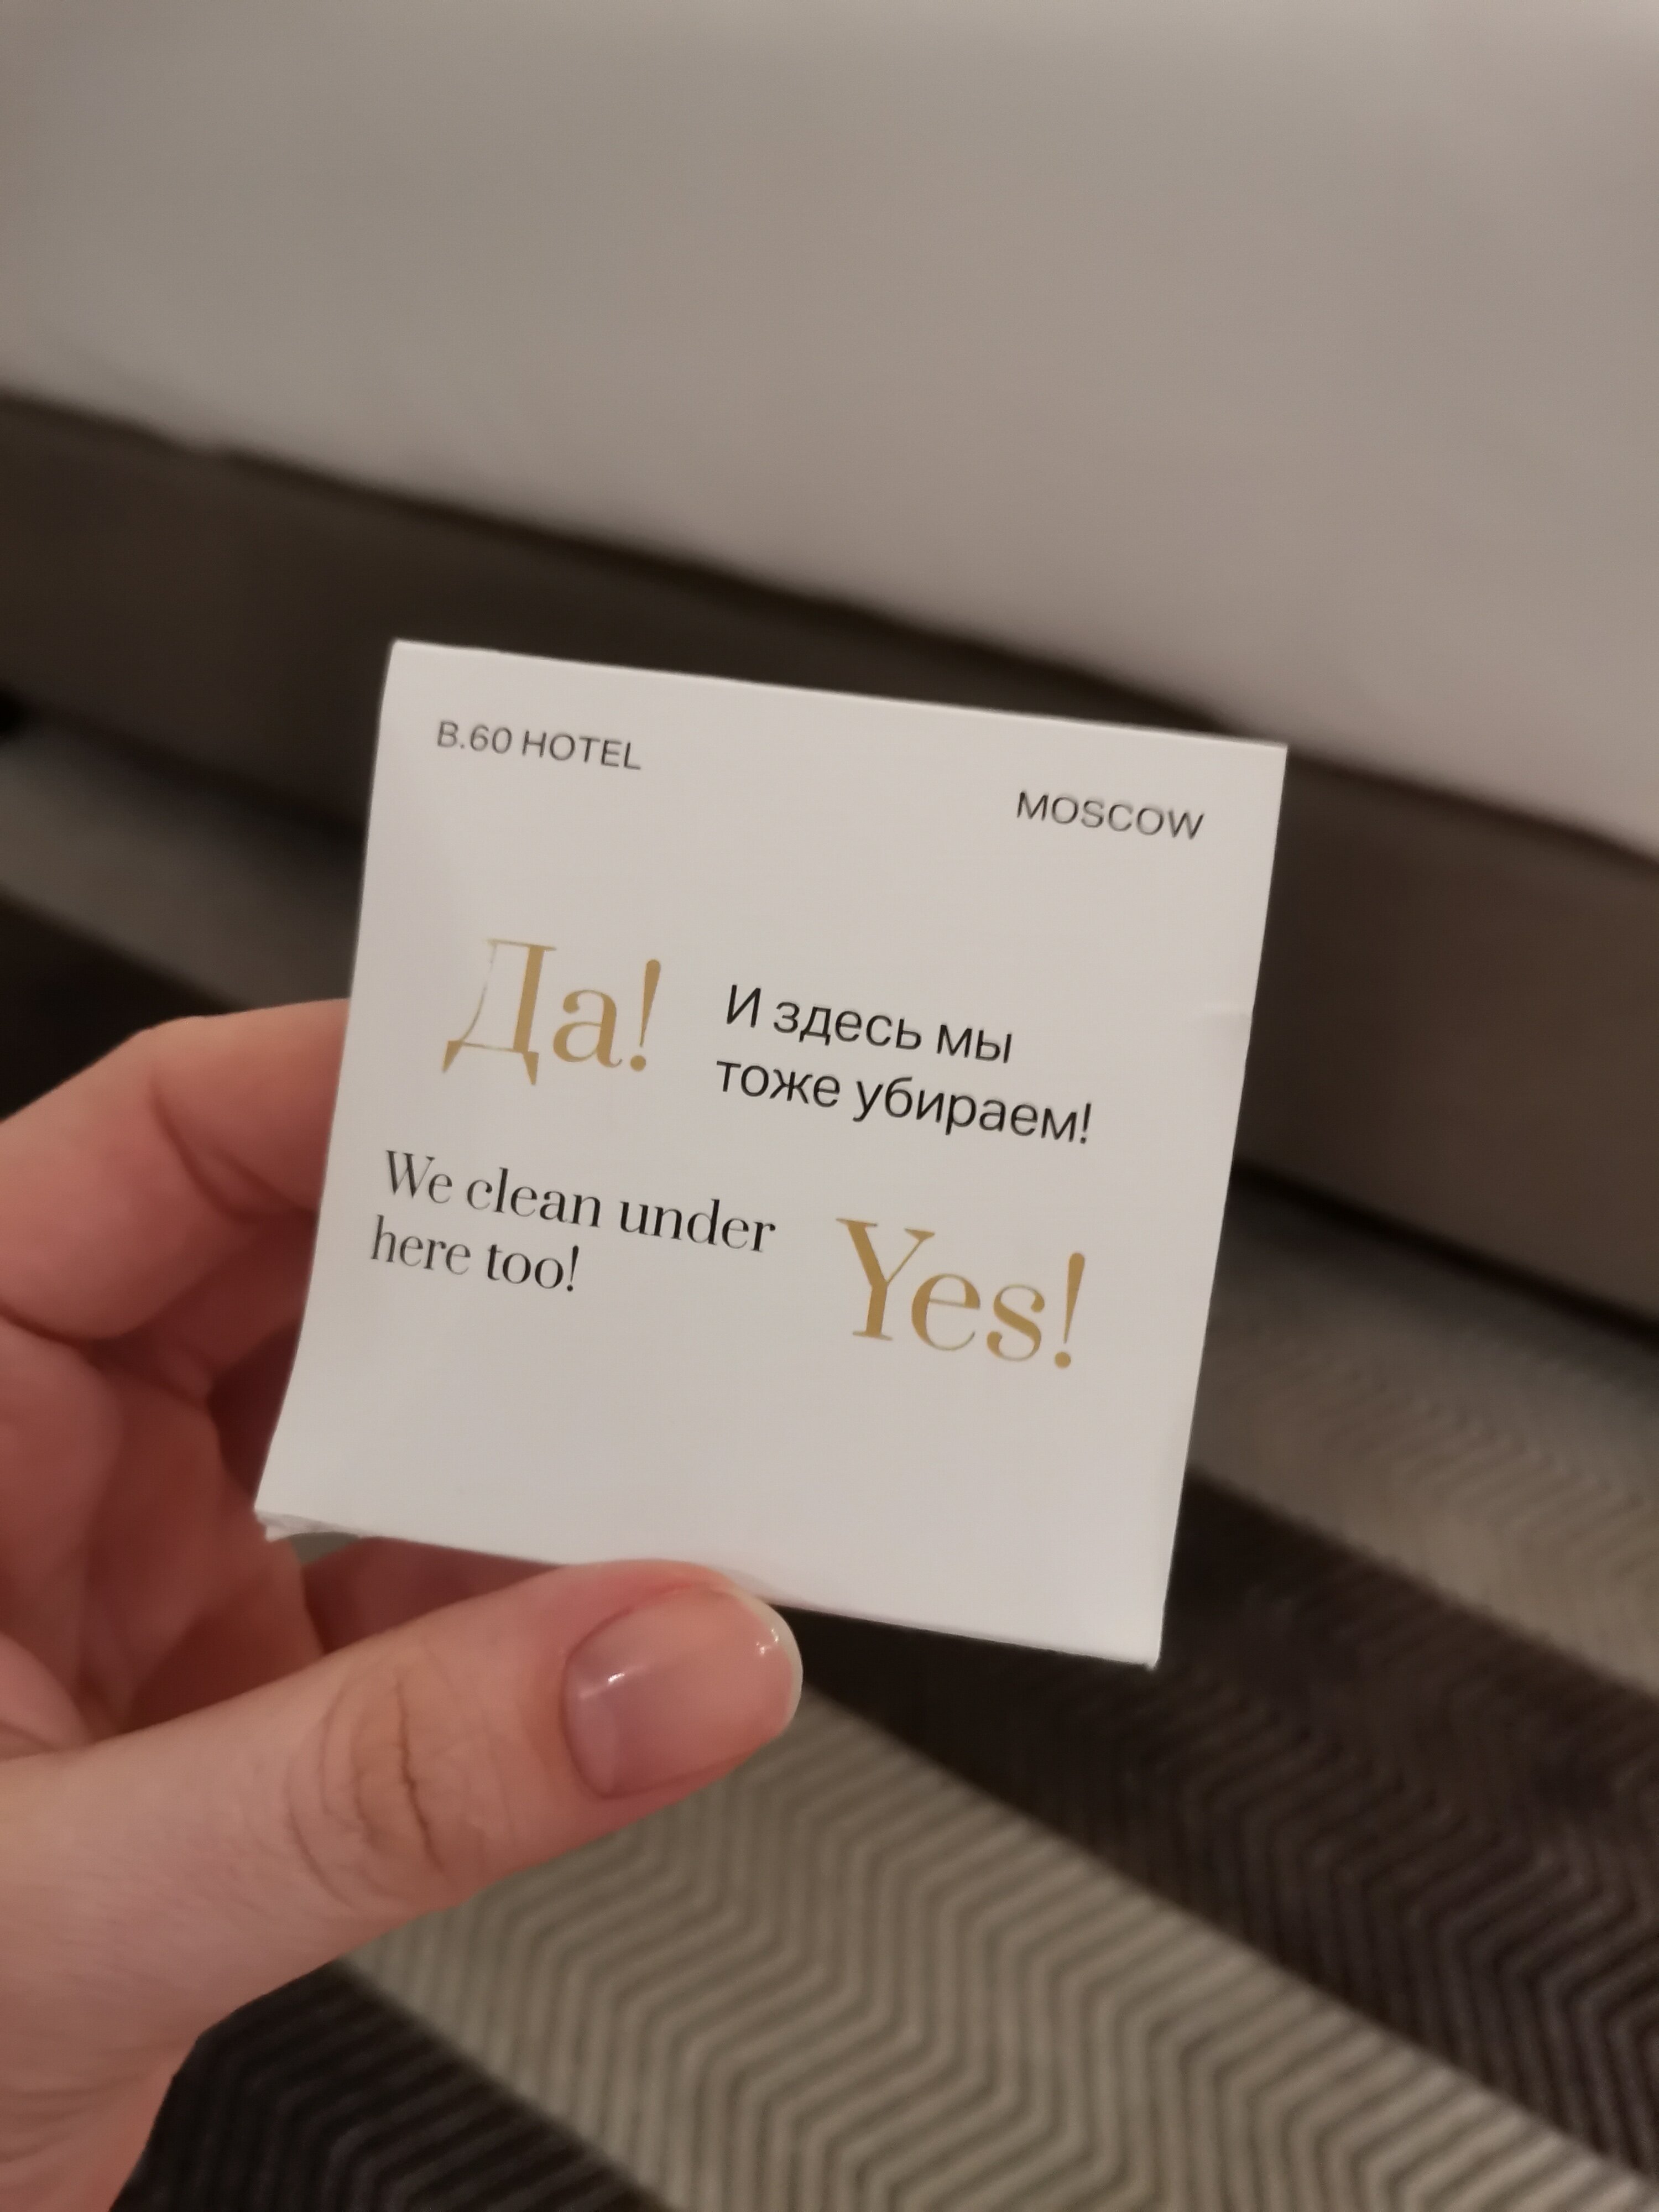 B.60 HOTEL
MOSCOW
Да!
И здесь мы
тоже убираем!
We clean under
here too!
Yes!